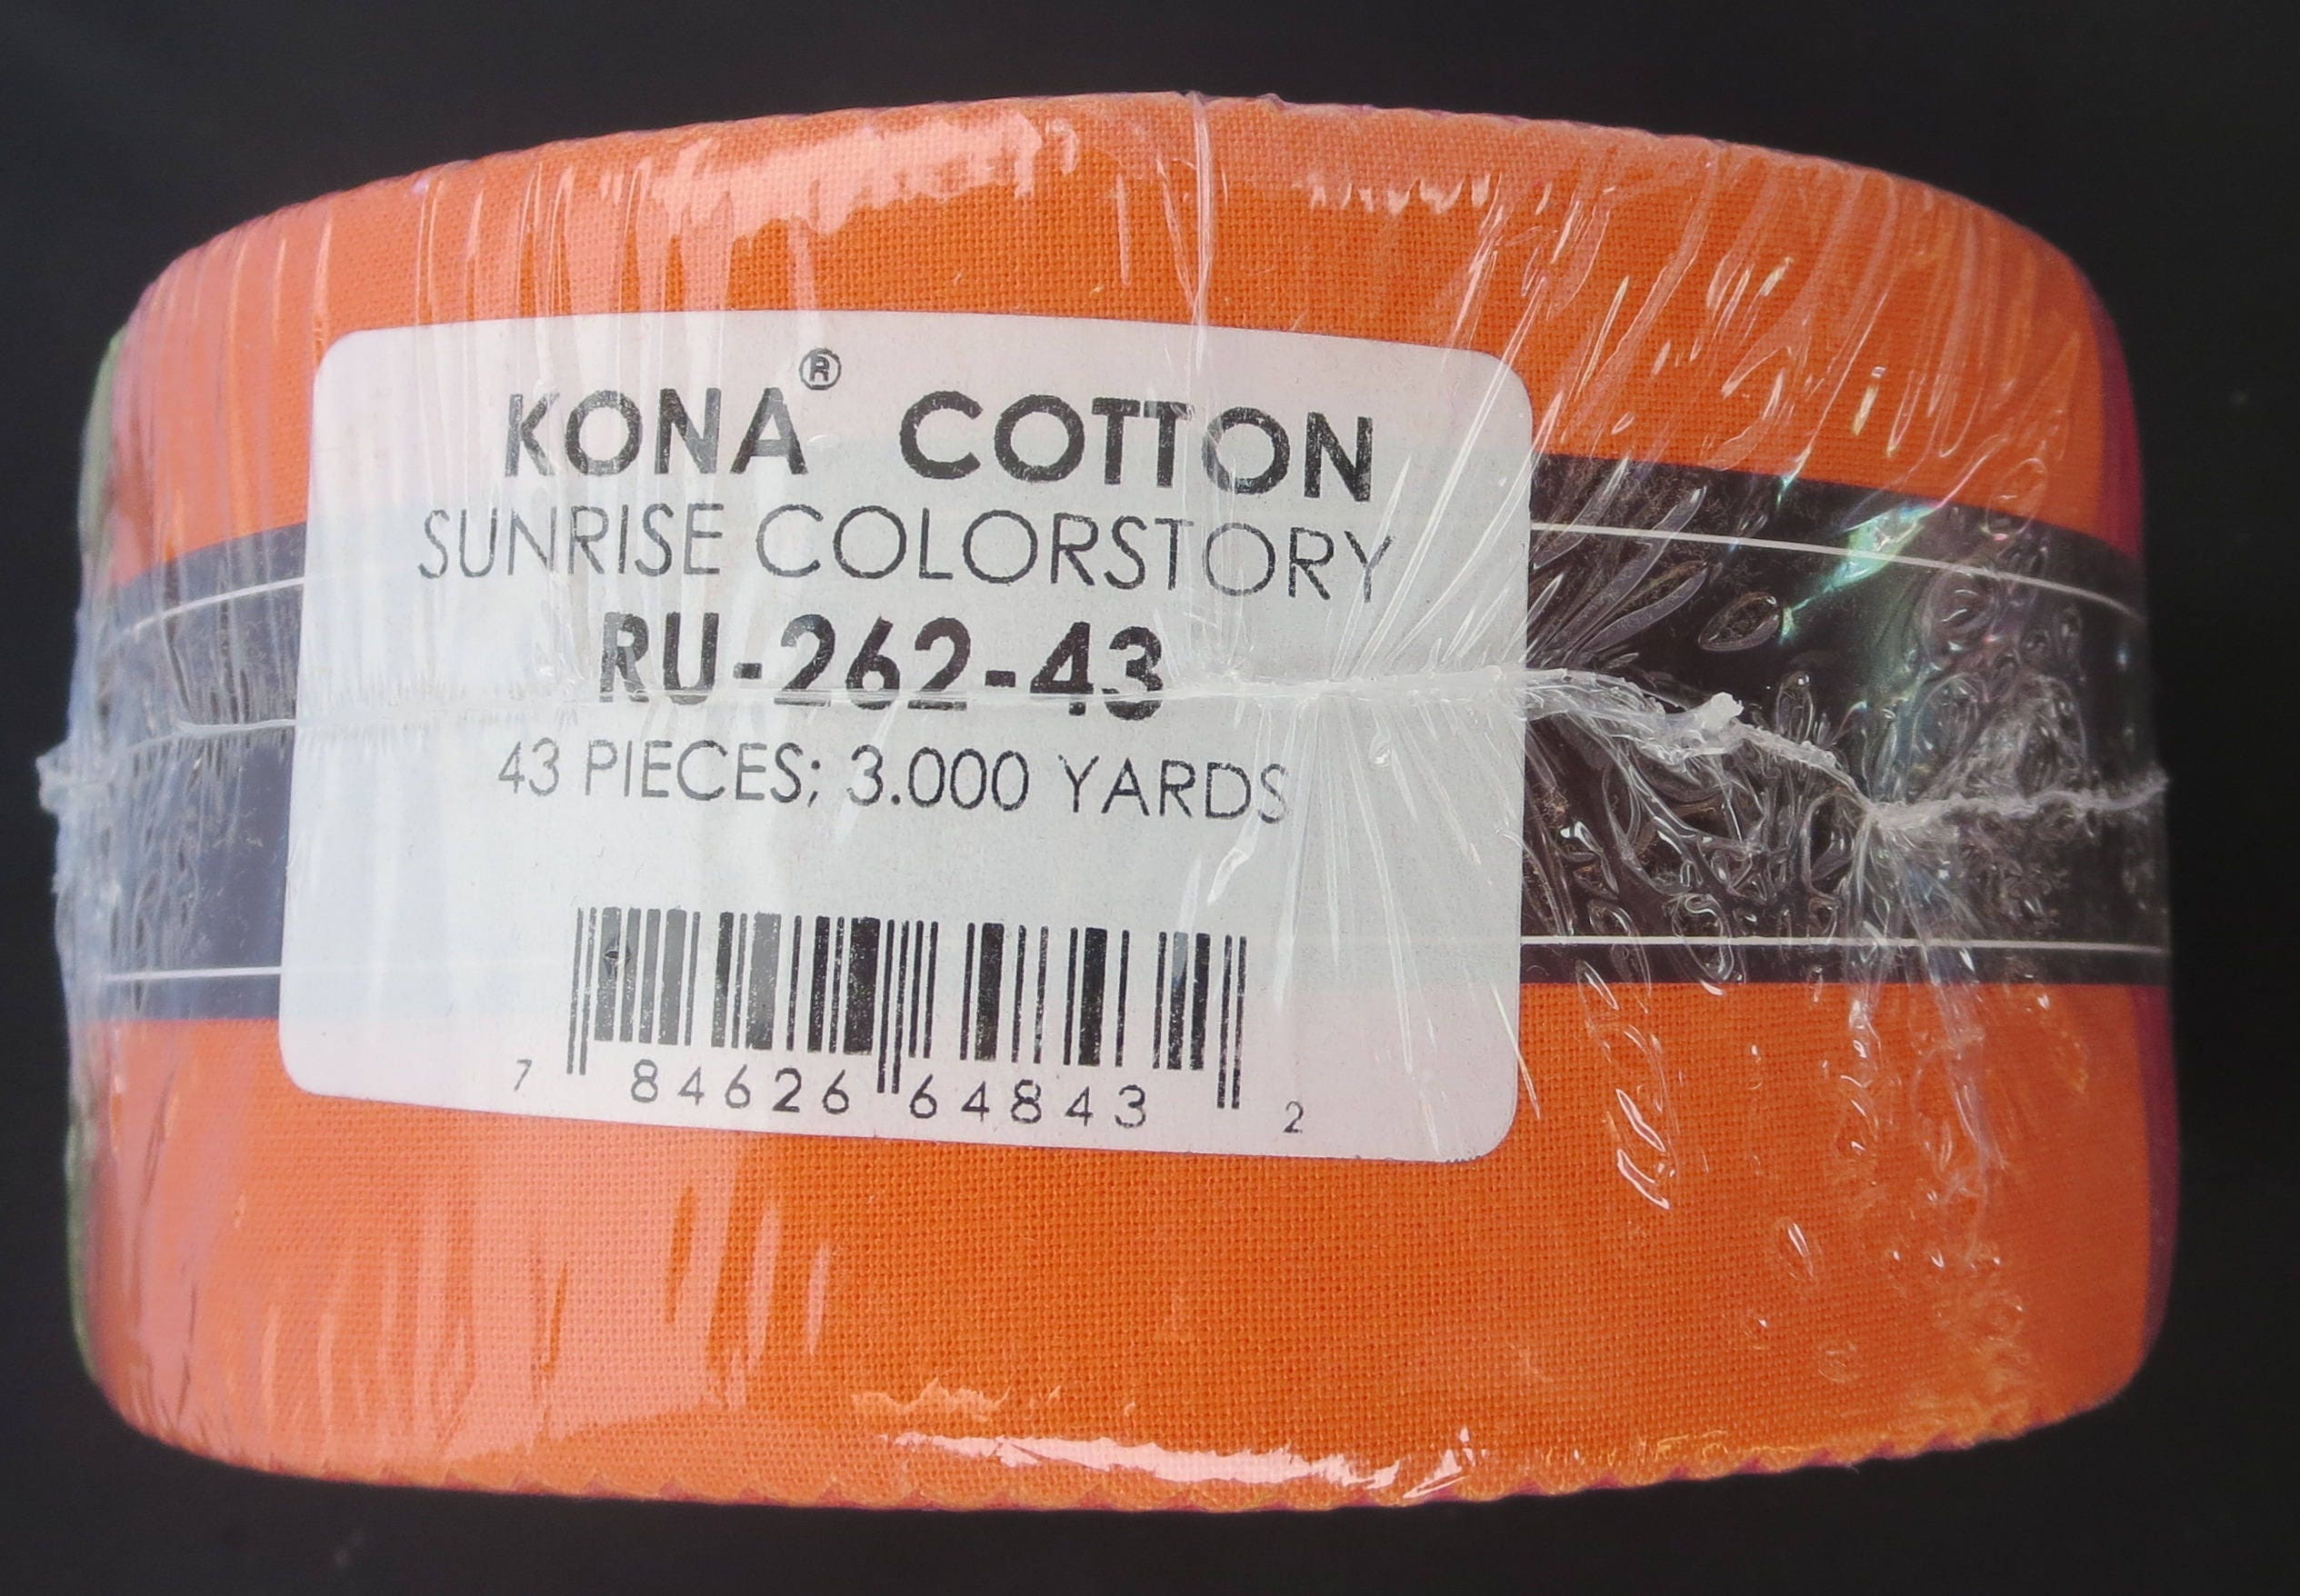 KONA® COTTON
SUNRISE COLORSTORY
RU-262-43
43 PIECES; 3.000 YARDS
7 84626 64843 2